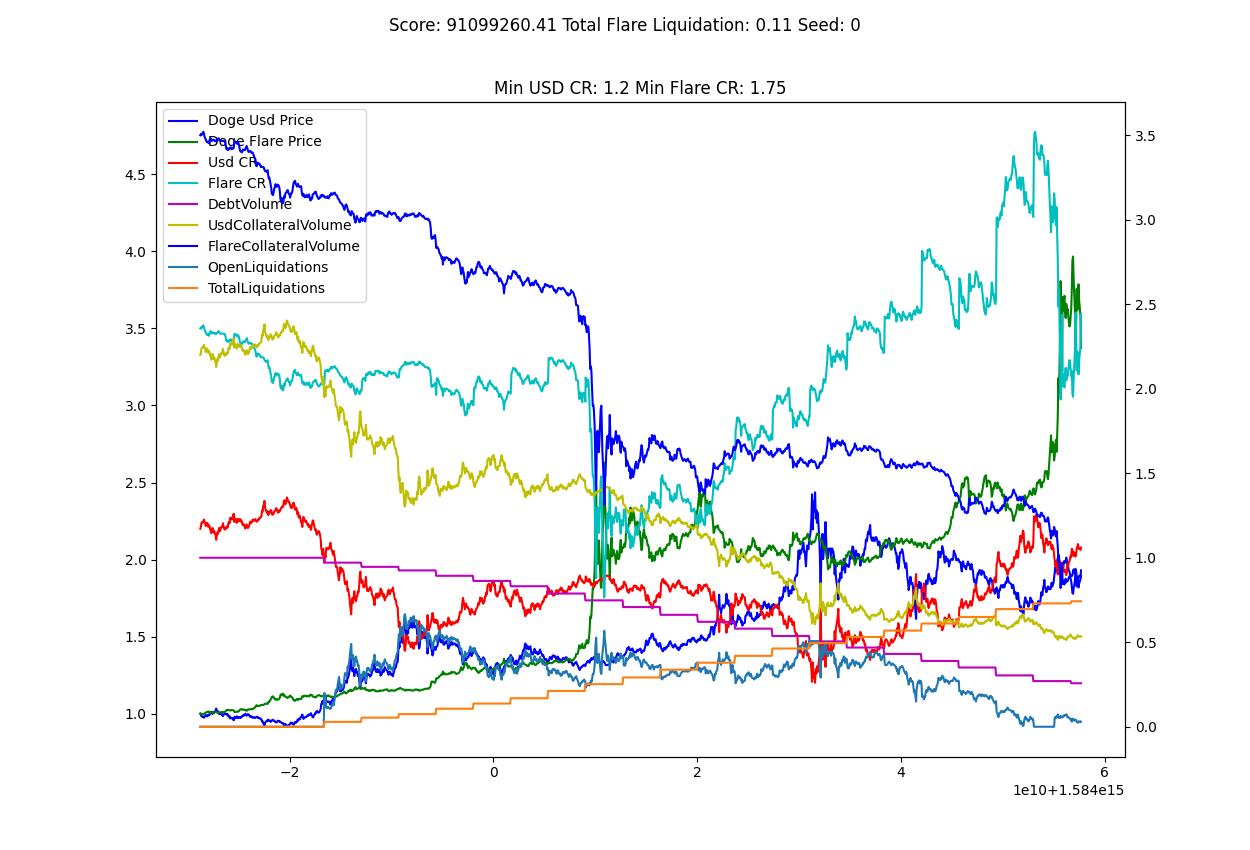 Score: 91099260.41 Total Flare Liquidation: 0.11 Seed: 0
Min USD CR: 1.2 Min Flare CR: 1.75
Doge Usd Price
Doge Flare Price
Usd CR
Flare CR
DebtVolume
UsdCollateralVolume
FlareCollateralVolume
OpenLiquidations
TotalLiquidations
4.5
4.0
3.5
3.0
2.5
2.0
1.5
1.0
3.5
3.0
2.5
2.0
1.5
1.0
0.5
0.0
−2
0
2
4
6
1e10+1.584e15